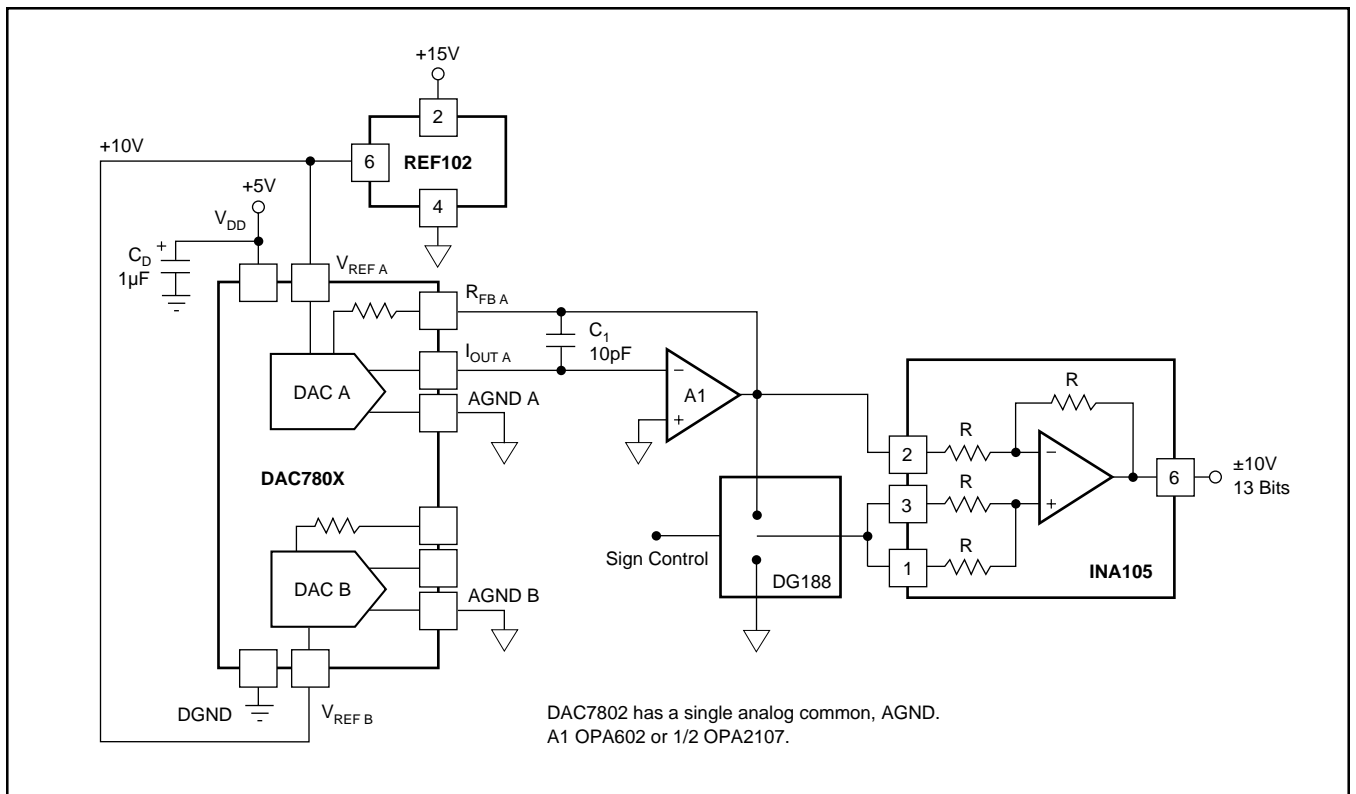 +15V
2
+10V
6
REF102
+5V
4
V_DD
C_D
+
1µF
V_REF A
R_FB A
C_1
10pF
I_OUT A
DAC A
AGND A
−
A1
+
R
R
2
−
DAC780X
3
R
+
6
±10V
13 Bits
Sign Control
1
R
DG188
INA105
DAC B
AGND B
DGND
V_REF B
DAC7802 has a single analog common, AGND.
A1 OPA602 or 1/2 OPA2107.